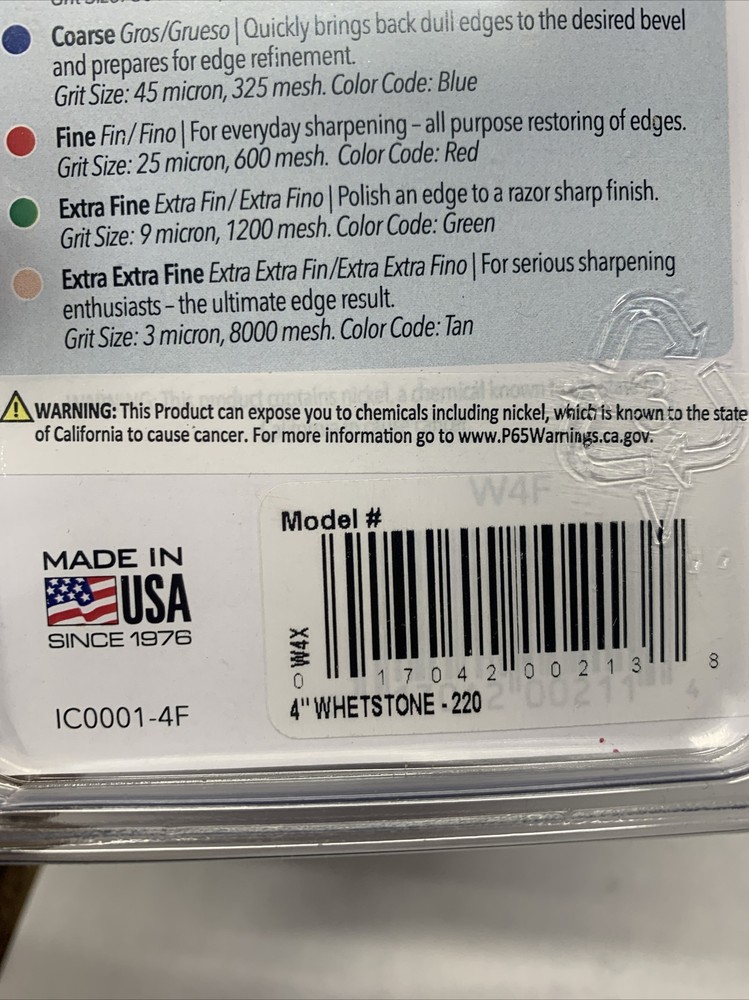 Coarse Gros/Grueso | Quickly brings back dull edges to the desired bevel
and prepares for edge refinement.
Grit Size: 45 micron, 325 mesh. Color Code: Blue
Fine Fin/ Fino | For everyday sharpening – all purpose restoring of edges.
Grit Size: 25 micron, 600 mesh. Color Code: Red
Extra Fine Extra Fin/ Extra Fino | Polish an edge to a razor sharp finish.
Grit Size: 9 micron, 1200 mesh. Color Code: Green
Extra Extra Fine Extra Extra Fin/Extra Extra Fino | For serious sharpening
enthusiasts – the ultimate edge result.
Grit Size: 3 micron, 8000 mesh. Color Code: Tan
WARNING: This Product can expose you to chemicals including nickel, which is known to the state
of California to cause cancer. For more information go to www.P65Warnings.ca.gov.
W4F
Model #
MADE IN
USA
SINCE 1976
IC0001-4F
W4X
0 17042 00213 8
4" WHETSTONE - 220